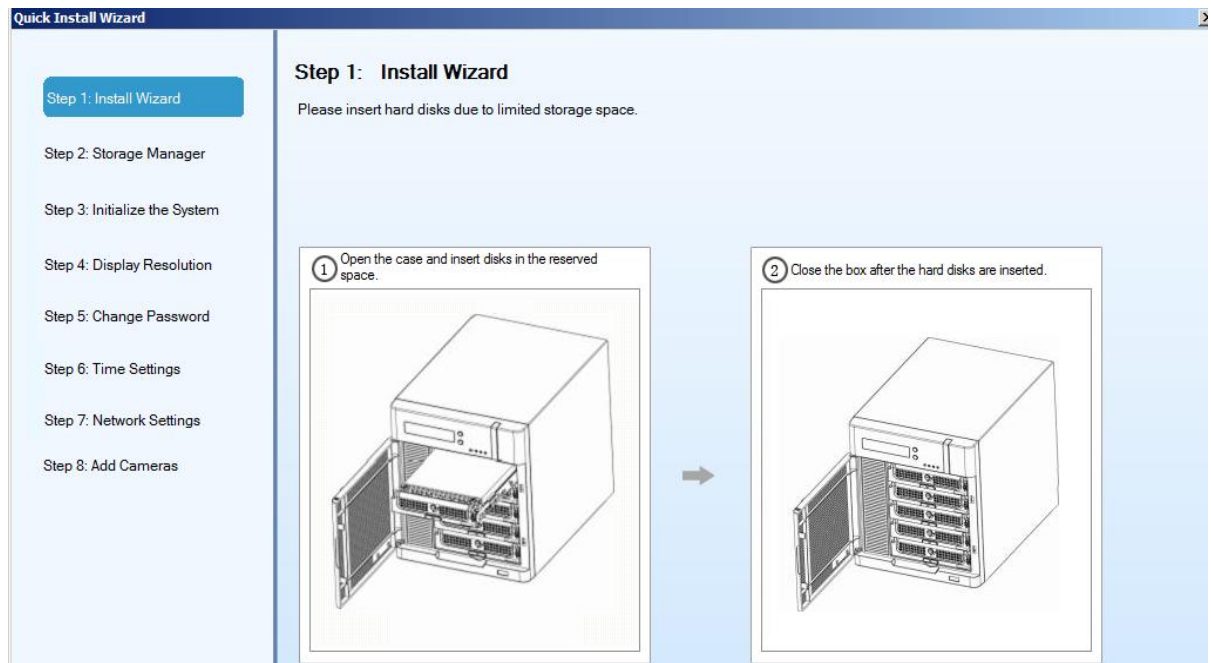 Quick Install Wizard
Step 1: Install Wizard
Step 2: Storage Manager
Step 3: Initialize the System
Step 4: Display Resolution
Step 5: Change Password
Step 6: Time Settings
Step 7: Network Settings
Step 8: Add Cameras
Step 1: Install Wizard
Please insert hard disks due to limited storage space.
1 Open the case and insert disks in the reserved
space.
2 Close the box after the hard disks are inserted.